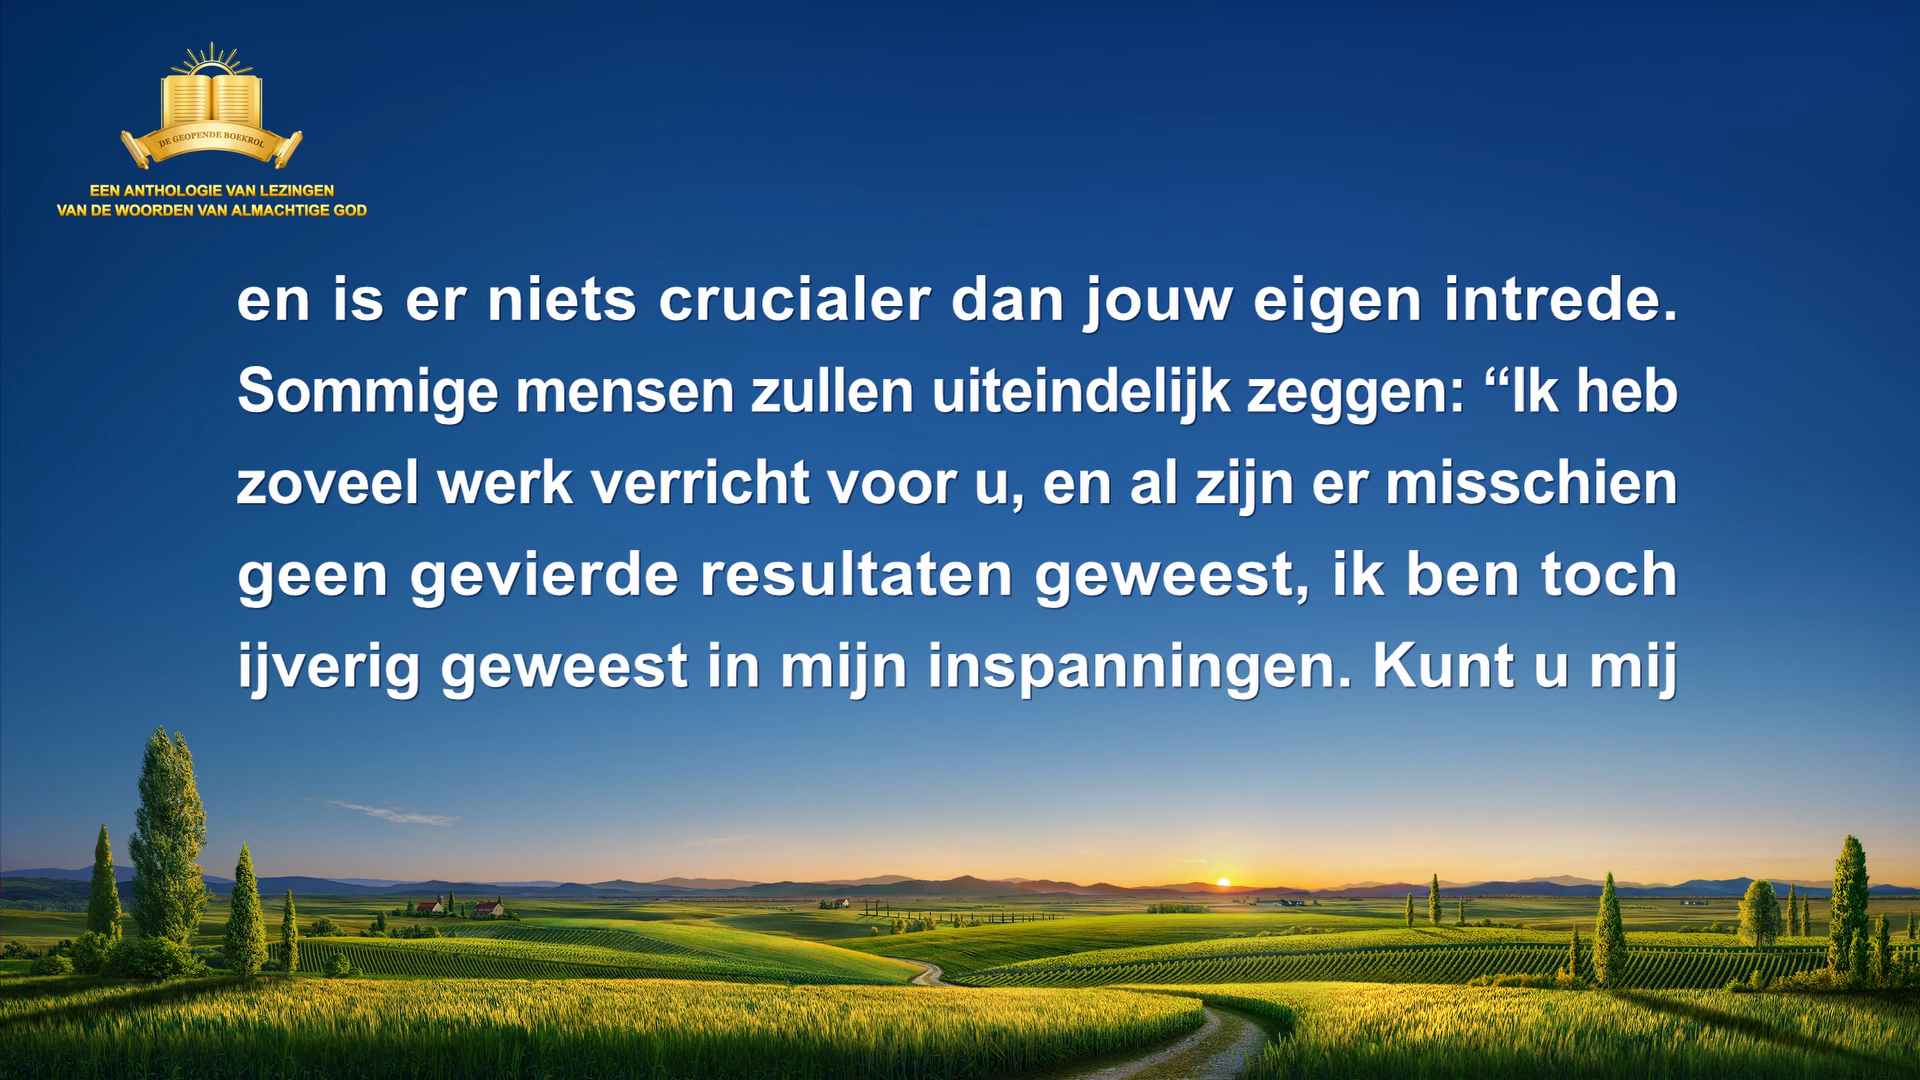 DE GEOPENDE BOEKROL
EEN ANTHOLOGIE VAN LEZINGEN
VAN DE WOORDEN VAN ALMACHTIGE GOD
en is er niets crucialer dan jouw eigen intrede.
Sommige mensen zullen uiteindelijk zeggen: “Ik heb
zoveel werk verricht voor u, en al zijn er misschien
geen gevierde resultaten geweest, ik ben toch
ijverig geweest in mijn inspanningen. Kunt u mij